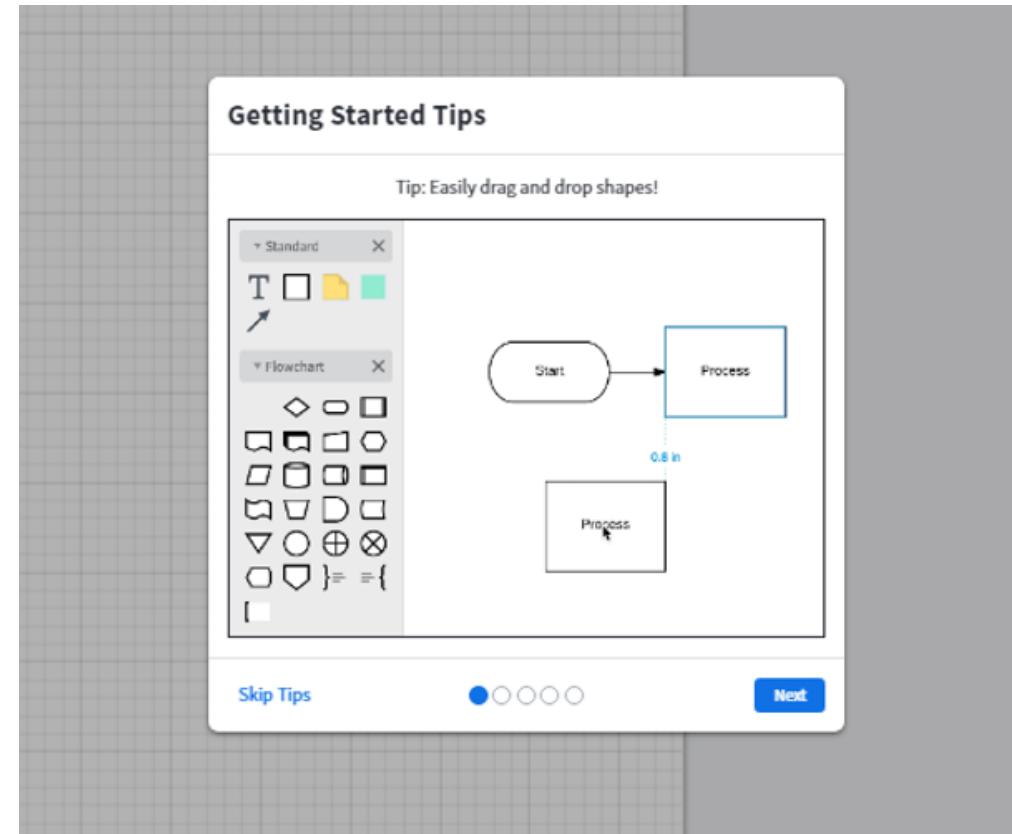 Getting Started Tips
Tip: Easily drag and drop shapes!
Standard
T
Flowchart
Start
Process
0.8 in
Process
Skip Tips
Next